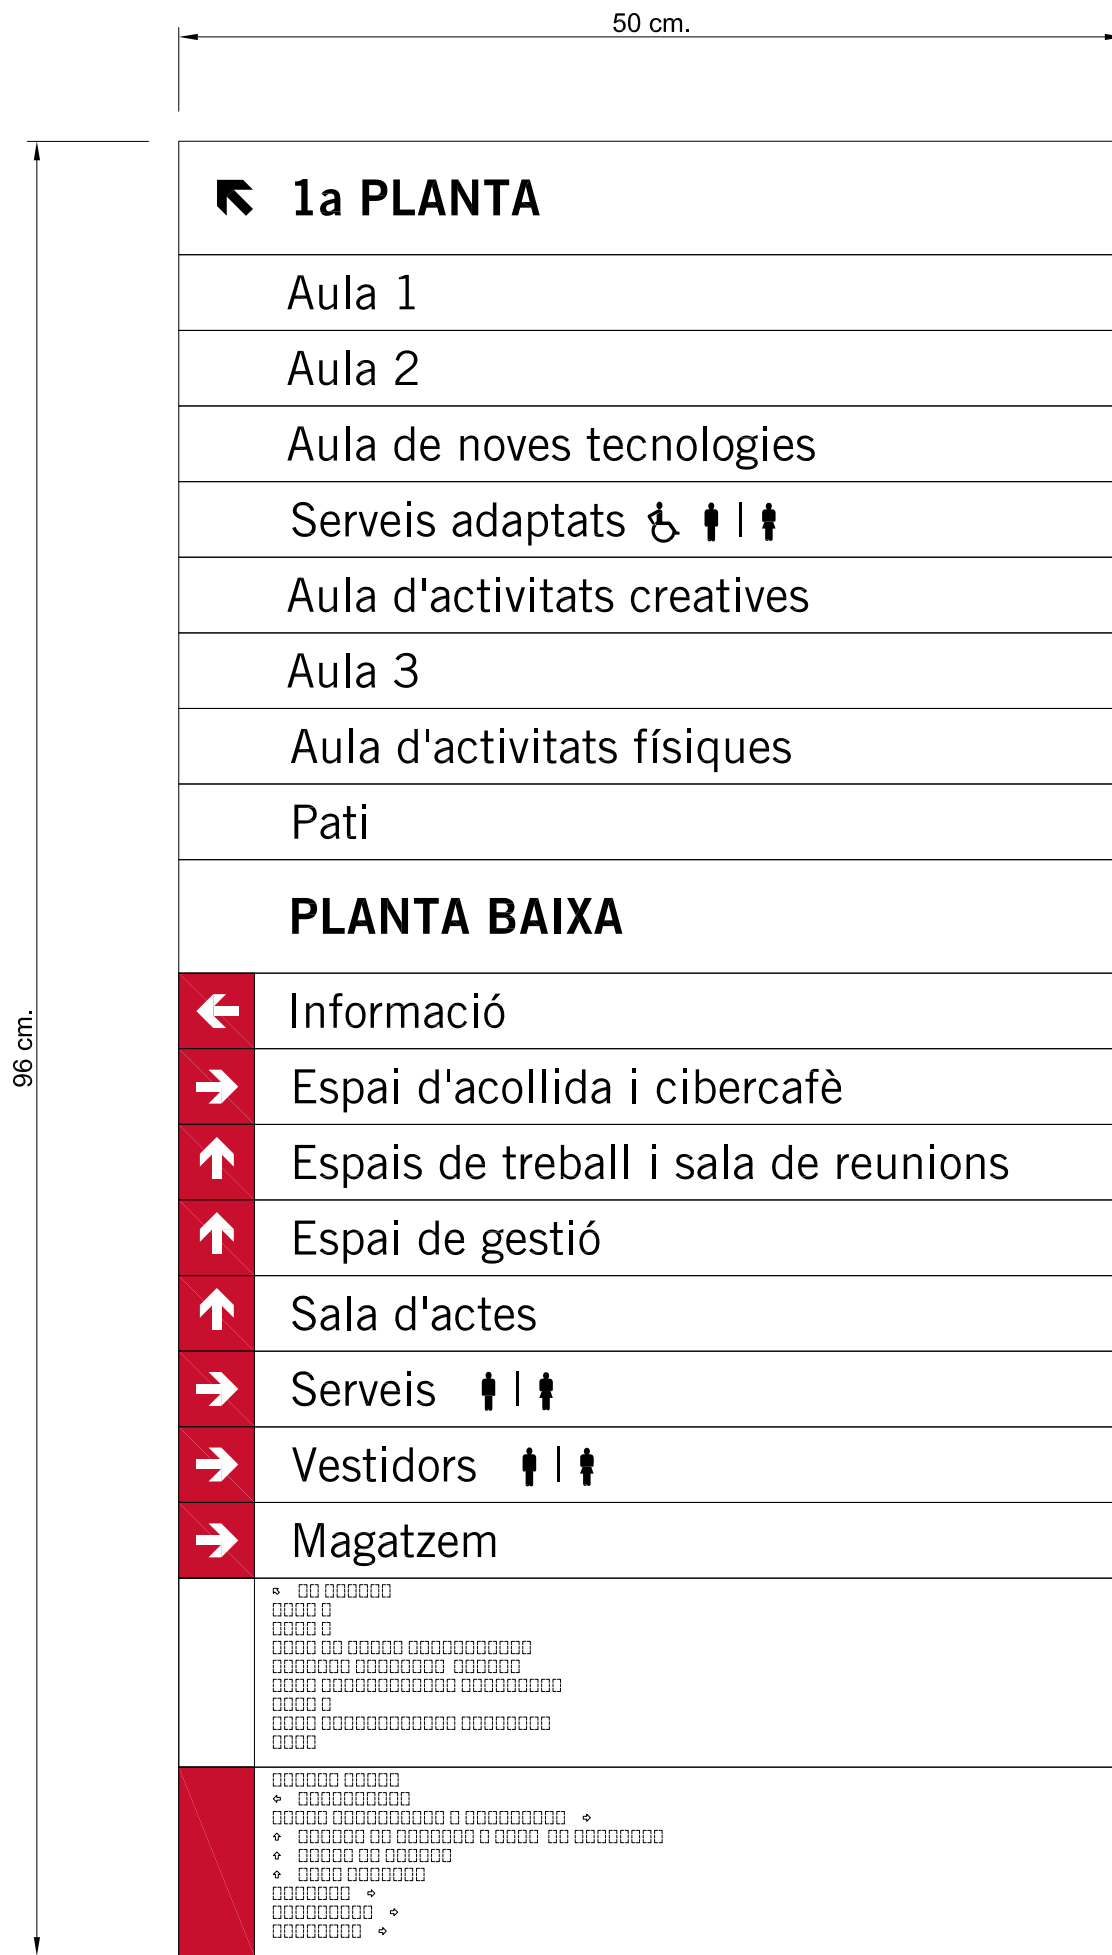 50 cm.
1a PLANTA
Aula 1
Aula 2
Aula de noves tecnologies
Serveis adaptats
Aula d'activitats creatives
Aula 3
Aula d'activitats físiques
Pati
PLANTA BAIXA
Informació
Espai d'acollida i cibercafè
Espais de treball i sala de reunions
Espai de gestió
Sala d'actes
Serveis
Vestidors
Magatzem
96 cm.